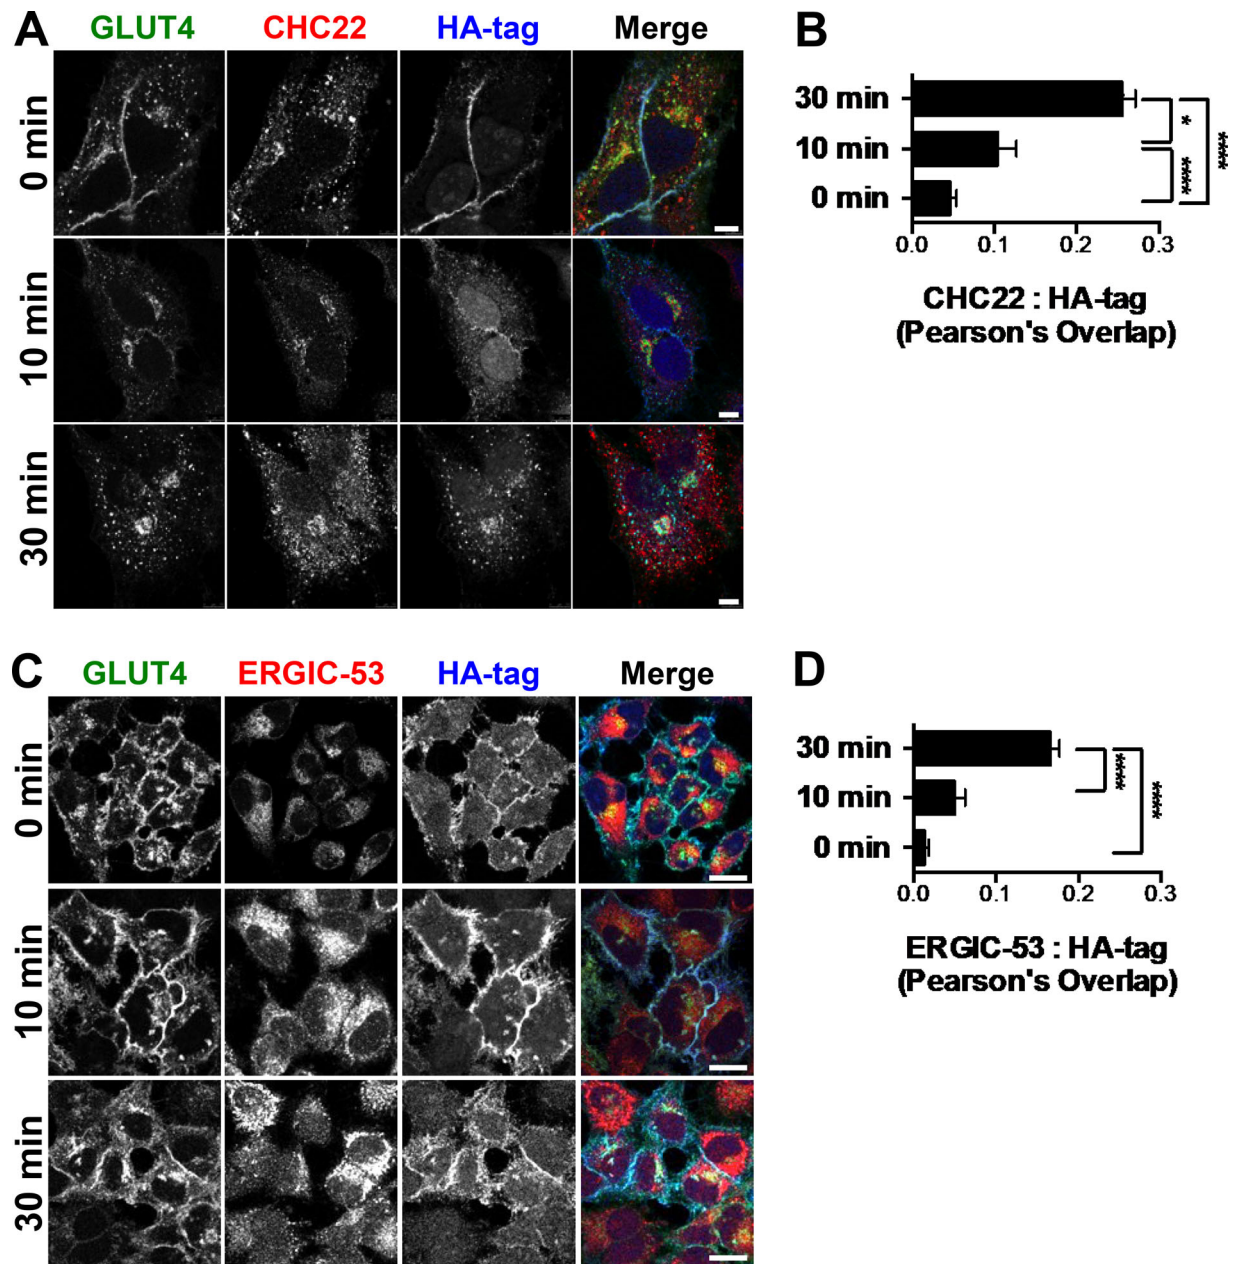 A
GLUT4 CHC22 HA-tag Merge
0 min
10 min
30 min
B
30 min
10 min
0 min
*
****
****
0.0 0.1 0.2 0.3
CHC22 : HA-tag
(Pearson's Overlap)
C
GLUT4 ERGIC-53 HA-tag Merge
0 min
10 min
30 min
D
30 min
10 min
0 min
****
****
0.0 0.1 0.2 0.3
ERGIC-53 : HA-tag
(Pearson's Overlap)